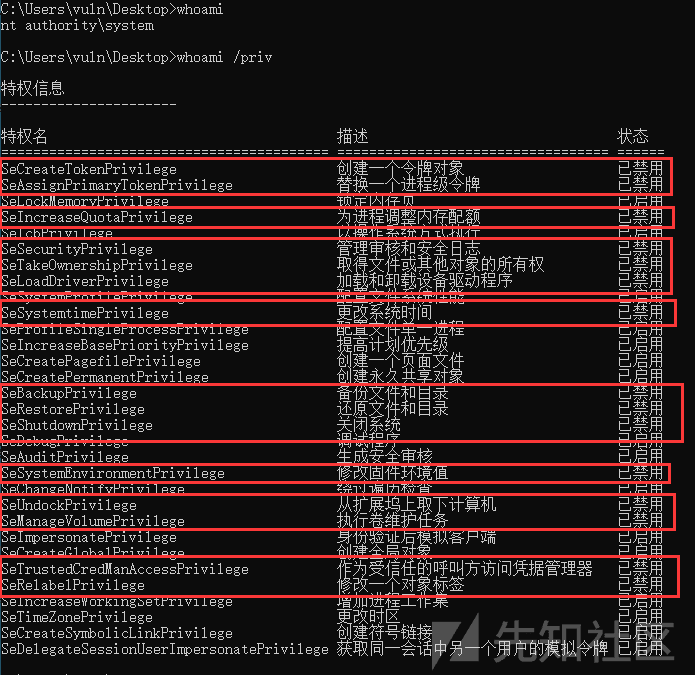 C:\Users\vuln\Desktop>whoami
nt authority\system
C:\Users\vuln\Desktop>whoami /priv
特权信息
----------------------
特权名 描述 状态
========================================= ================================== ======
SeCreateTokenPrivilege 创建一个令牌对象 已禁用
SeAssignPrimaryTokenPrivilege 替换一个进程级令牌 已禁用
SeLockMemoryPrivilege 锁定内存页 已启用
SeIncreaseQuotaPrivilege 为进程调整内存配额 已禁用
SeTcbPrivilege 以操作系统方式执行 已启用
SeSecurityPrivilege 管理审核和安全日志 已禁用
SeTakeOwnershipPrivilege 取得文件或其他对象的所有权 已禁用
SeLoadDriverPrivilege 加载和卸载设备驱动程序 已禁用
SeSystemProfilePrivilege 配置文件系统性能 已启用
SeSystemtimePrivilege 更改系统时间 已禁用
SeProfileSingleProcessPrivilege 配置文件单一进程 已启用
SeIncreaseBasePriorityPrivilege 提高计划优先级 已启用
SeCreatePagefilePrivilege 创建一个页面文件 已启用
SeCreatePermanentPrivilege 创建永久共享对象 已启用
SeBackupPrivilege 备份文件和目录 已禁用
SeRestorePrivilege 还原文件和目录 已禁用
SeShutdownPrivilege 关闭系统 已禁用
SeDebugPrivilege 调试程序 已启用
SeAuditPrivilege 生成安全审核 已启用
SeSystemEnvironmentPrivilege 修改固件环境值 已禁用
SeChangeNotifyPrivilege 绕过遍历检查 已启用
SeUndockPrivilege 从扩展坞上取下计算机 已禁用
SeManageVolumePrivilege 执行卷维护任务 已禁用
SeImpersonatePrivilege 身份验证后模拟客户端 已启用
SeCreateGlobalPrivilege 创建全局对象 已启用
SeTrustedCredManAccessPrivilege 作为受信任的呼叫方访问凭据管理器 已禁用
SeRelabelPrivilege 修改一个对象标签 已禁用
SeIncreaseWorkingSetPrivilege 增加进程工作集 已启用
SeTimeZonePrivilege 更改时区 已启用
SeCreateSymbolicLinkPrivilege 创建符号链接 已启用
SeDelegateSessionUserImpersonatePrivilege 获取同一会话中另一个用户的模拟令牌 已启用
先知社区